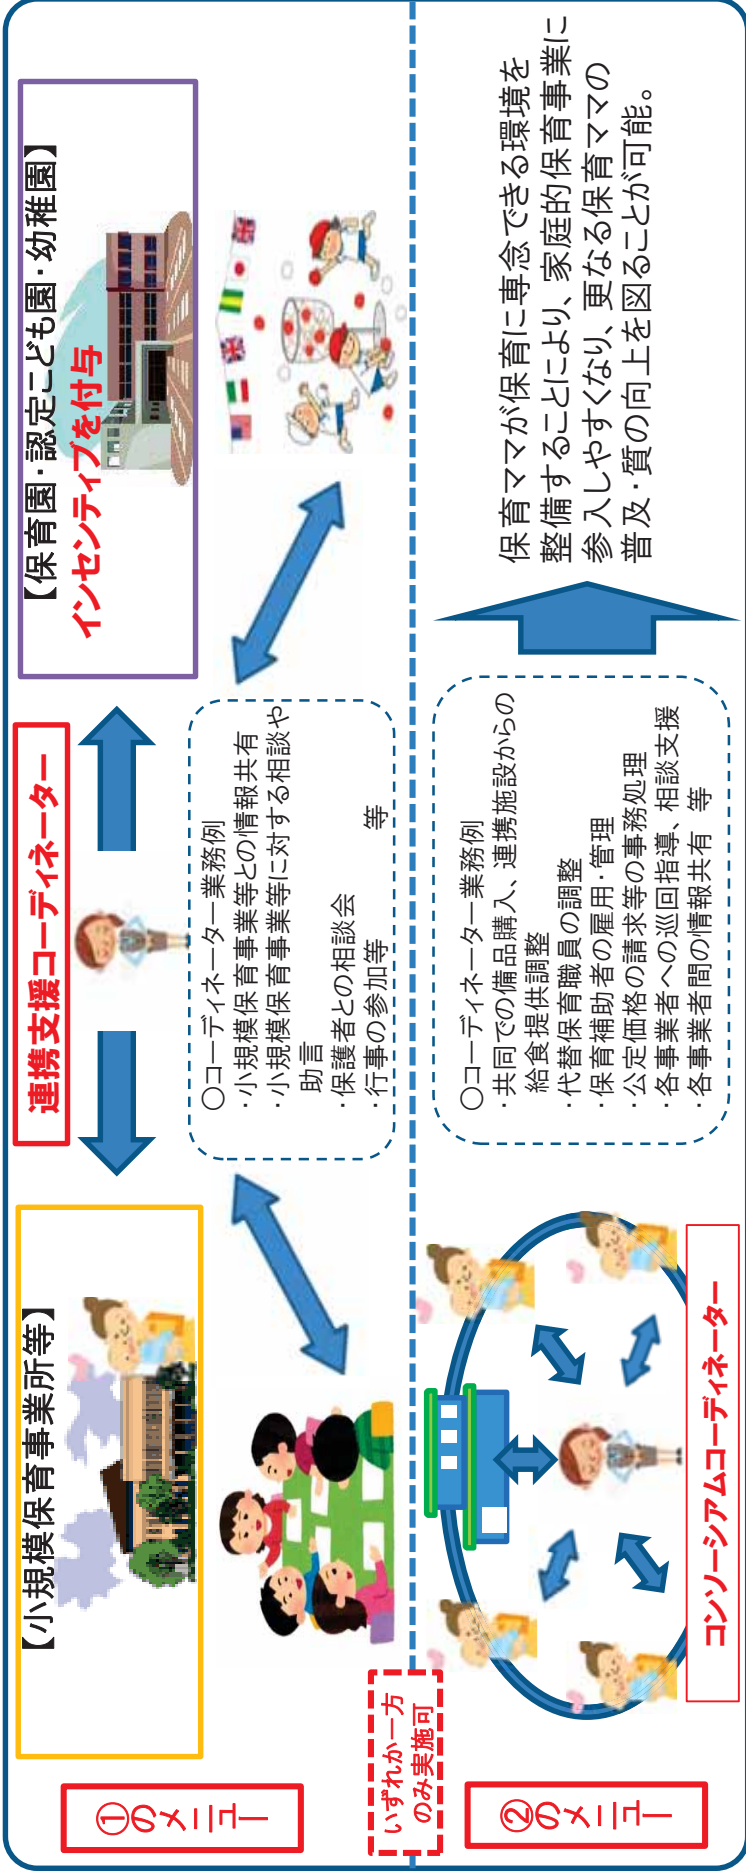 ①
のメニュー
【小規模保育事業所等】
連携支援コーディネーター
【保育園・認定こども園・幼稚園】
インセンティブを付与
〇コーディネーター業務例
・小規模保育事業等との情報共有
・小規模保育事業等に対する相談や
助言
・保護者との相談会
・行事の参加等 等
いずれか一方
のみ実施可
②
のメニュー
コンソーシアムコーディネーター
〇コーディネーター業務例
・共同での備品購入、連携施設からの
給食提供調整
・代替保育職員の調整
・保育補助者の雇用・管理
・公定価格の請求等の事務処理
・各事業者への巡回指導、相談支援
・各事業者間の情報共有 等
保育ママが保育に専念できる環境を
整備することにより、家庭的保育事業に
参入しやすくなり、更なる保育ママの
普及・質の向上を図ることが可能。